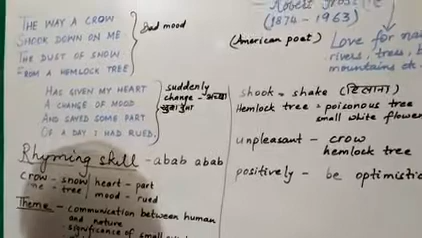 THE WAY A CROW
SHOOK DOWN ON ME
THE DUST OF SNOW
FROM A HEMLOCK TREE
Bad mood
HAS GIVEN MY HEART
A CHANGE OF MOOD
AND SAVED SOME PART
OF A DAY I HAD RUED.
suddenly
change - अच्छा
Rhyming skill - abab abab
crow - snow heart - part
me - tree mood - rued
Theme - communication between human
and nature
- significance of small
- Robert Frost
(1874 - 1963)
(American poet) Love for
rivers, trees,
mountains etc
shook = shake (हिलाना)
Hemlock tree = poisonous tree
small white flower
unpleasant - crow
hemlock tree
positively - be optimistic